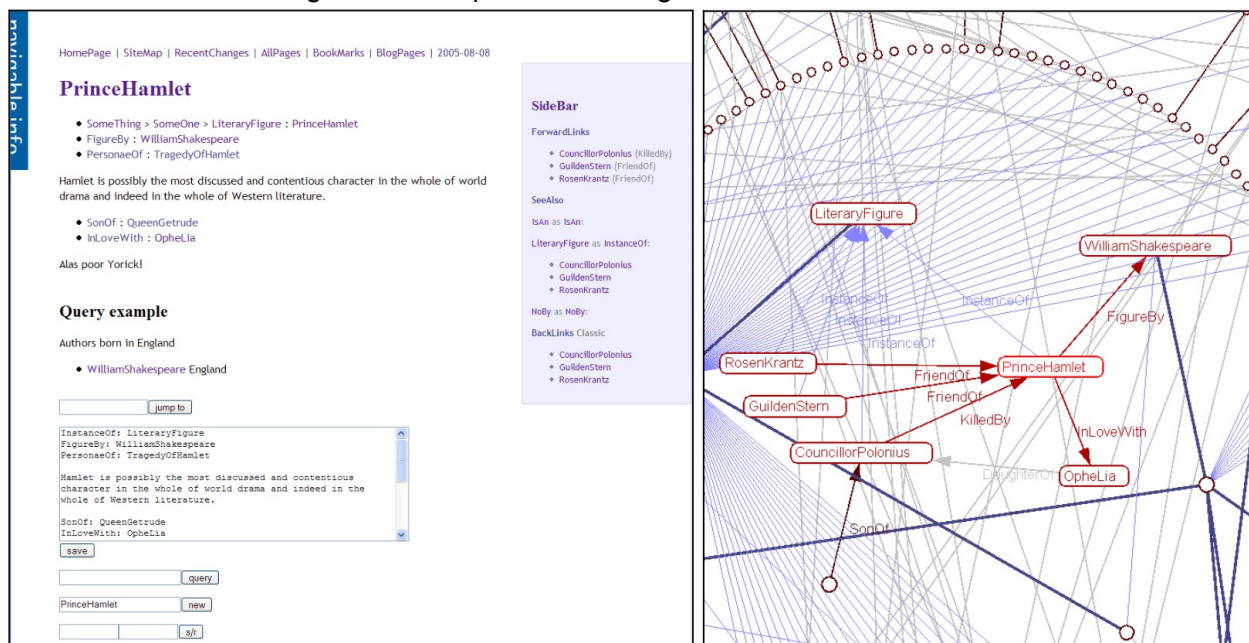 navigable info
HomePage | SiteMap | RecentChanges | AllPages | BookMarks | BlogPages | 2005-08-08
PrinceHamlet
SomeThing > SomeOne > LiteraryFigure : PrinceHamlet
FigureBy : WilliamShakespeare
PersonaeOf : TragedyOfHamlet
Hamlet is possibly the most discussed and contentious character in the whole of world
drama and indeed in the whole of Western literature.
SonOf : QueenGetrude
InLoveWith : OpheLia
Alas poor Yorick!
Query example
Authors born in England
WilliamShakespeare England
jump to
InstanceOf: LiteraryFigure
FigureBy: WilliamShakespeare
PersonaeOf: TragedyOfHamlet
Hamlet is possibly the most discussed and contentious
character in the whole of world drama and indeed in the
whole of Western literature.
SonOf: QueenGetrude
InLoveWith: OpheLia
save
query
PrinceHamlet new
s/r
SideBar
ForwardLinks
CouncillorPolonius (KilledBy)
GuildenStern (FriendOf)
RosenKrantz (FriendOf)
SeeAlso
IsAn as IsAn:
LiteraryFigure as InstanceOf:
CouncillorPolonius
GuildenStern
RosenKrantz
NoBy as NoBy:
BackLinks Classic
CouncillorPolonius
GuildenStern
RosenKrantz
LiteraryFigure
WilliamShakespeare
InstanceOf
InstanceOf
InstanceOf
InstanceOf
FigureBy
RosenKrantz
PrinceHamlet
FriendOf
GuildenStern
FriendOf
KilledBy
InLoveWith
CouncillorPolonius
DaughterOf
OpheLia
SonOf